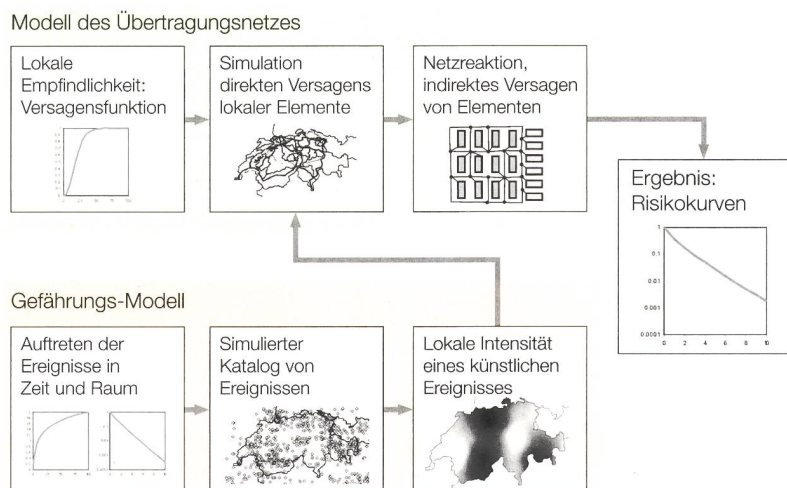 Modell des Übertragungsnetzes
Lokale
Empfindlichkeit:
Versagensfunktion
Simulation
direkten Versagens
lokaler Elemente
Netzreaktion,
indirektes Versagen
von Elementen
Ergebnis:
Risikokurven
1
0.1
0.01
0.001
0.0001
0 2 4 6 8 10
Gefährungs-Modell
Auftreten der
Ereignisse in
Zeit und Raum
Simulierter
Katalog von
Ereignissen
Lokale Intensität
eines künstlichen
Ereignisses